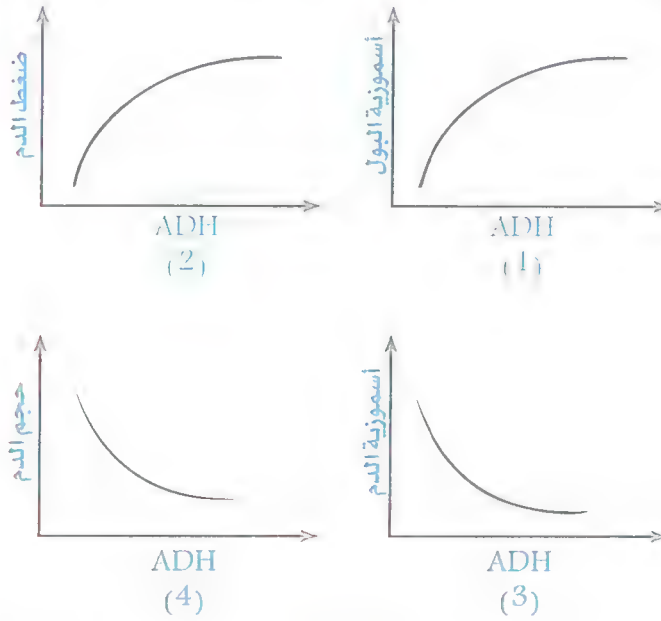 أسموزية البول
ADH
(1)
ضغط الدم
ADH
(2)
أسموزية الدم
ADH
(3)
حجم الدم
ADH
(4)